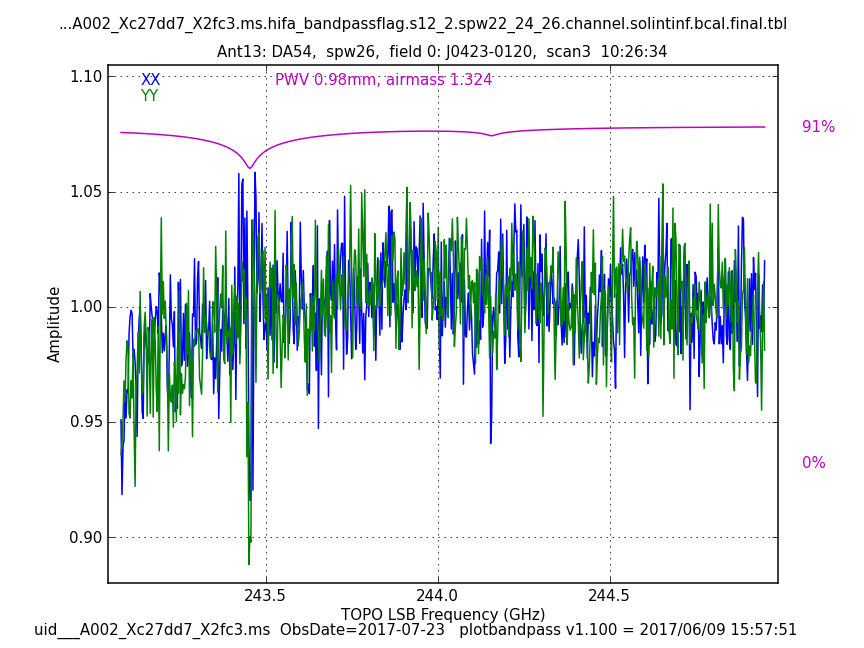 ...A002_Xc27dd7_X2fc3.ms.hifa_bandpassflag.s12_2.spw22_24_26.channel.solintinf.bcal.final.tbl
Ant13: DA54,  spw26,  field 0: J0423-0120,  scan3  10:26:34
XX
PWV 0.98mm, airmass 1.324
YY
1.10
91%
1.05
1.00
Amplitude
0.95
0%
0.90
243.5
244.0
244.5
TOPO LSB Frequency (GHz)
uid___A002_Xc27dd7_X2fc3.ms  ObsDate=2017-07-23   plotbandpass v1.100 = 2017/06/09 15:57:51